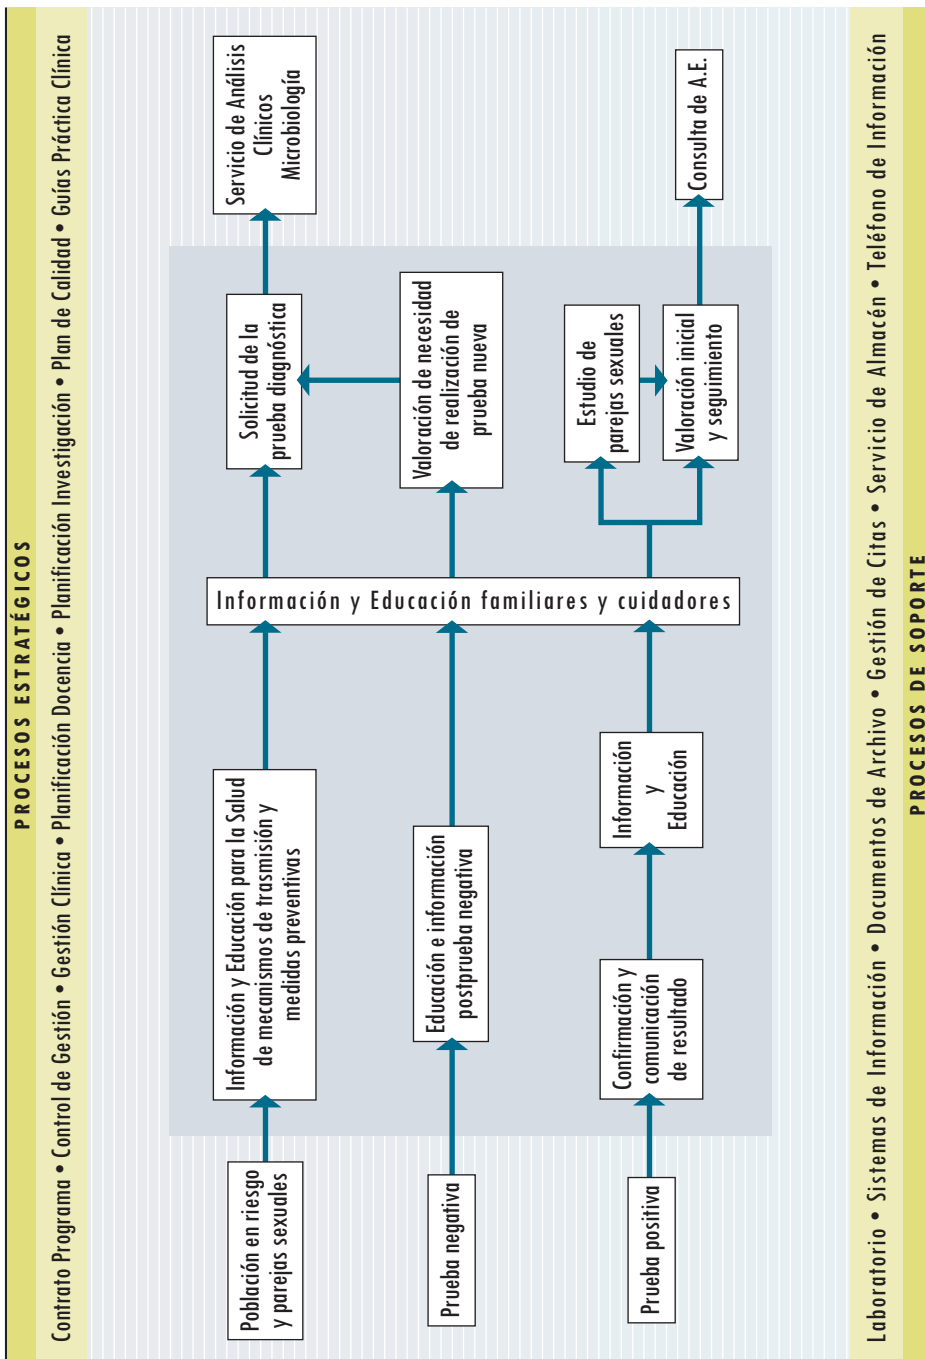 PROCESOS ESTRATÉGICOS
Contrato Programa • Control de Gestión • Gestión Clínica • Planificación Docencia • Planificación Investigación • Plan de Calidad • Guías Práctica Clínica
Población en riesgo
y parejas sexuales
Información y Educación para la Salud
de mecanismos de trasmisión y
medidas preventivas
Solicitud de la
prueba diagnóstica
Servicio de Análisis
Clínicos
Microbiología
Prueba negativa
Educación e información
postprueba negativa
Información y Educación familiares y cuidadores
Valoración de necesidad
de realización de
prueba nueva
Prueba positiva
Confirmación y
comunicación
de resultado
Información
y
Educación
Estudio de
parejas sexuales
Valoración inicial
y seguimiento
Consulta de A.E.
Laboratorio • Sistemas de Información • Documentos de Archivo • Gestión de Citas • Servicio de Almacén • Teléfono de Información
PROCESOS DE SOPORTE